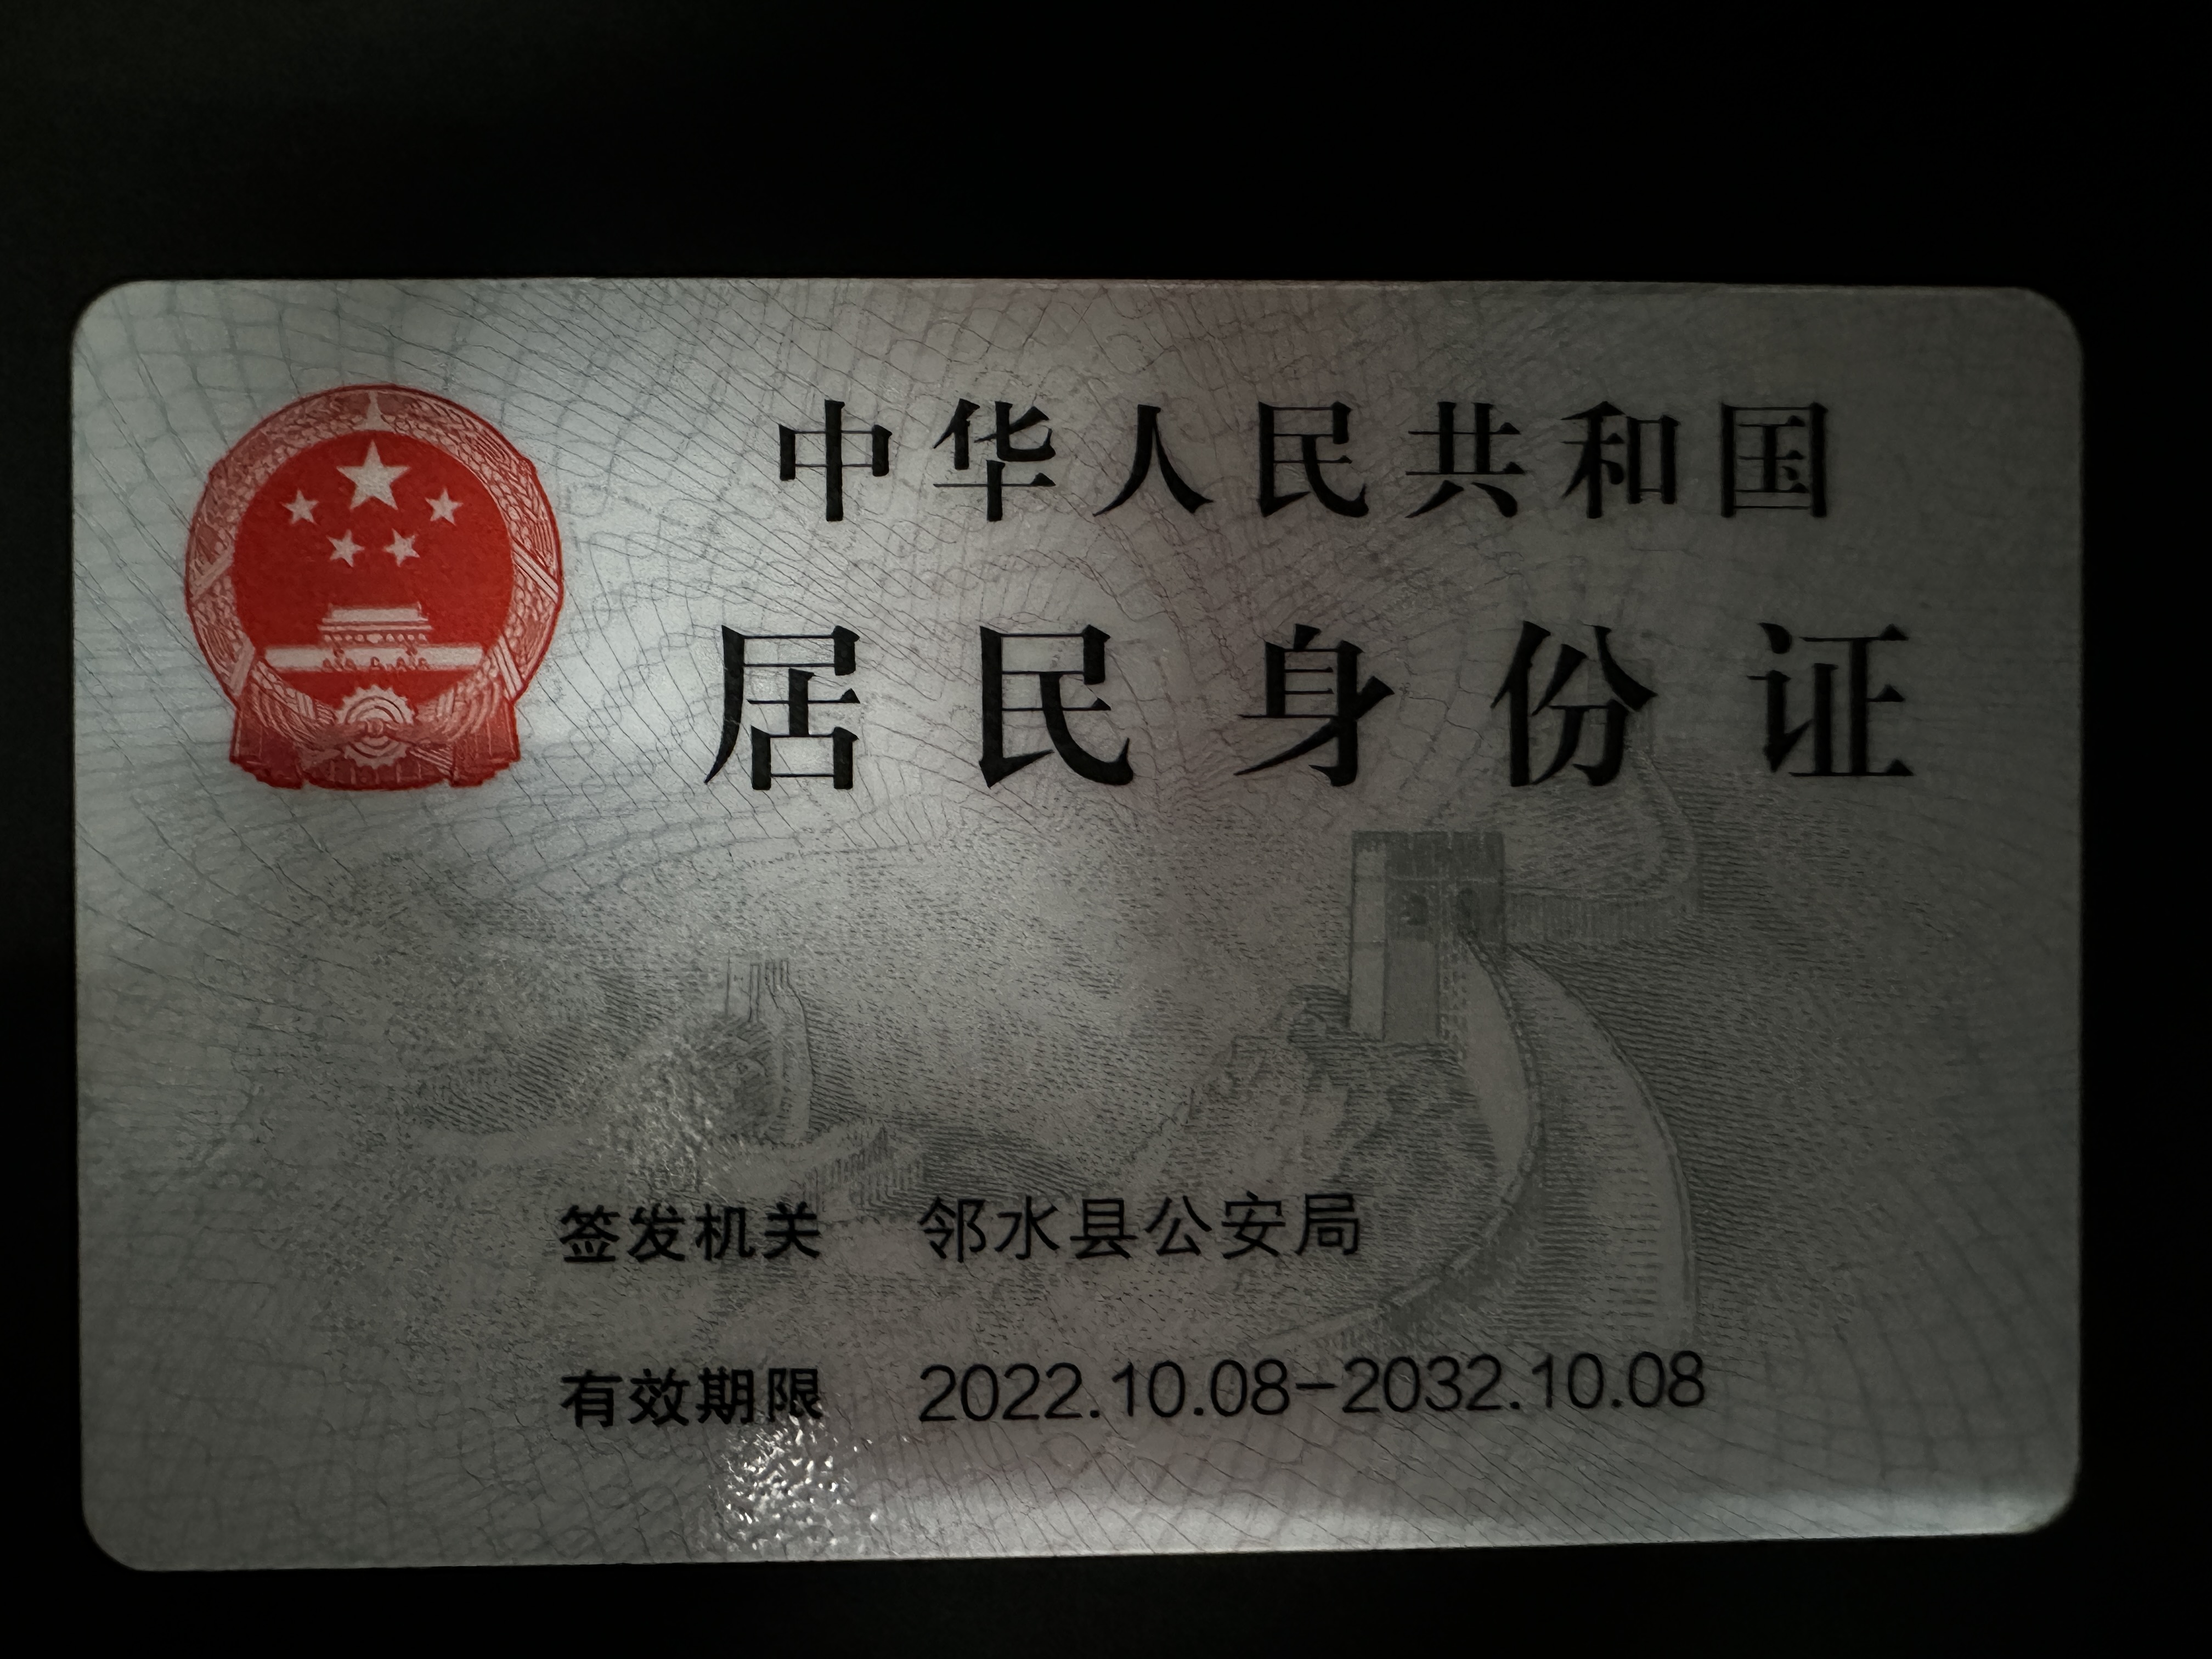 中华人民共和国
居民身份证
签发机关 邻水县公安局
有效期限 2022.10.08-2032.10.08